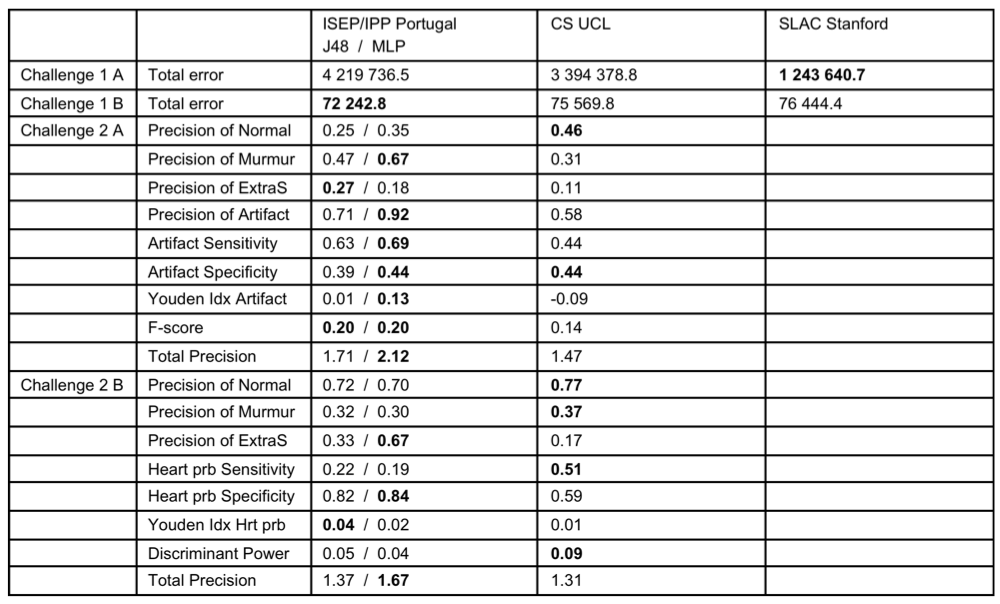 ISEP/IPP Portugal CS UCL SLAC Stanford
J48 / MLP
Challenge 1 A Total error 4 219 736.5 3 394 378.8 1 243 640.7
Challenge 1 B Total error 72 242.8 75 569.8 76 444.4
Challenge 2 A Precision of Normal 0.25 / 0.35 0.46
Precision of Murmur 0.47 / 0.67 0.31
Precision of ExtraS 0.27 / 0.18 0.11
Precision of Artifact 0.71 / 0.92 0.58
Artifact Sensitivity 0.63 / 0.69 0.44
Artifact Specificity 0.39 / 0.44 0.44
Youden Idx Artifact 0.01 / 0.13 -0.09
F-score 0.20 / 0.20 0.14
Total Precision 1.71 / 2.12 1.47
Challenge 2 B Precision of Normal 0.72 / 0.70 0.77
Precision of Murmur 0.32 / 0.30 0.37
Precision of ExtraS 0.33 / 0.67 0.17
Heart prb Sensitivity 0.22 / 0.19 0.51
Heart prb Specificity 0.82 / 0.84 0.59
Youden Idx Hrt prb 0.04 / 0.02 0.01
Discriminant Power 0.05 / 0.04 0.09
Total Precision 1.37 / 1.67 1.31